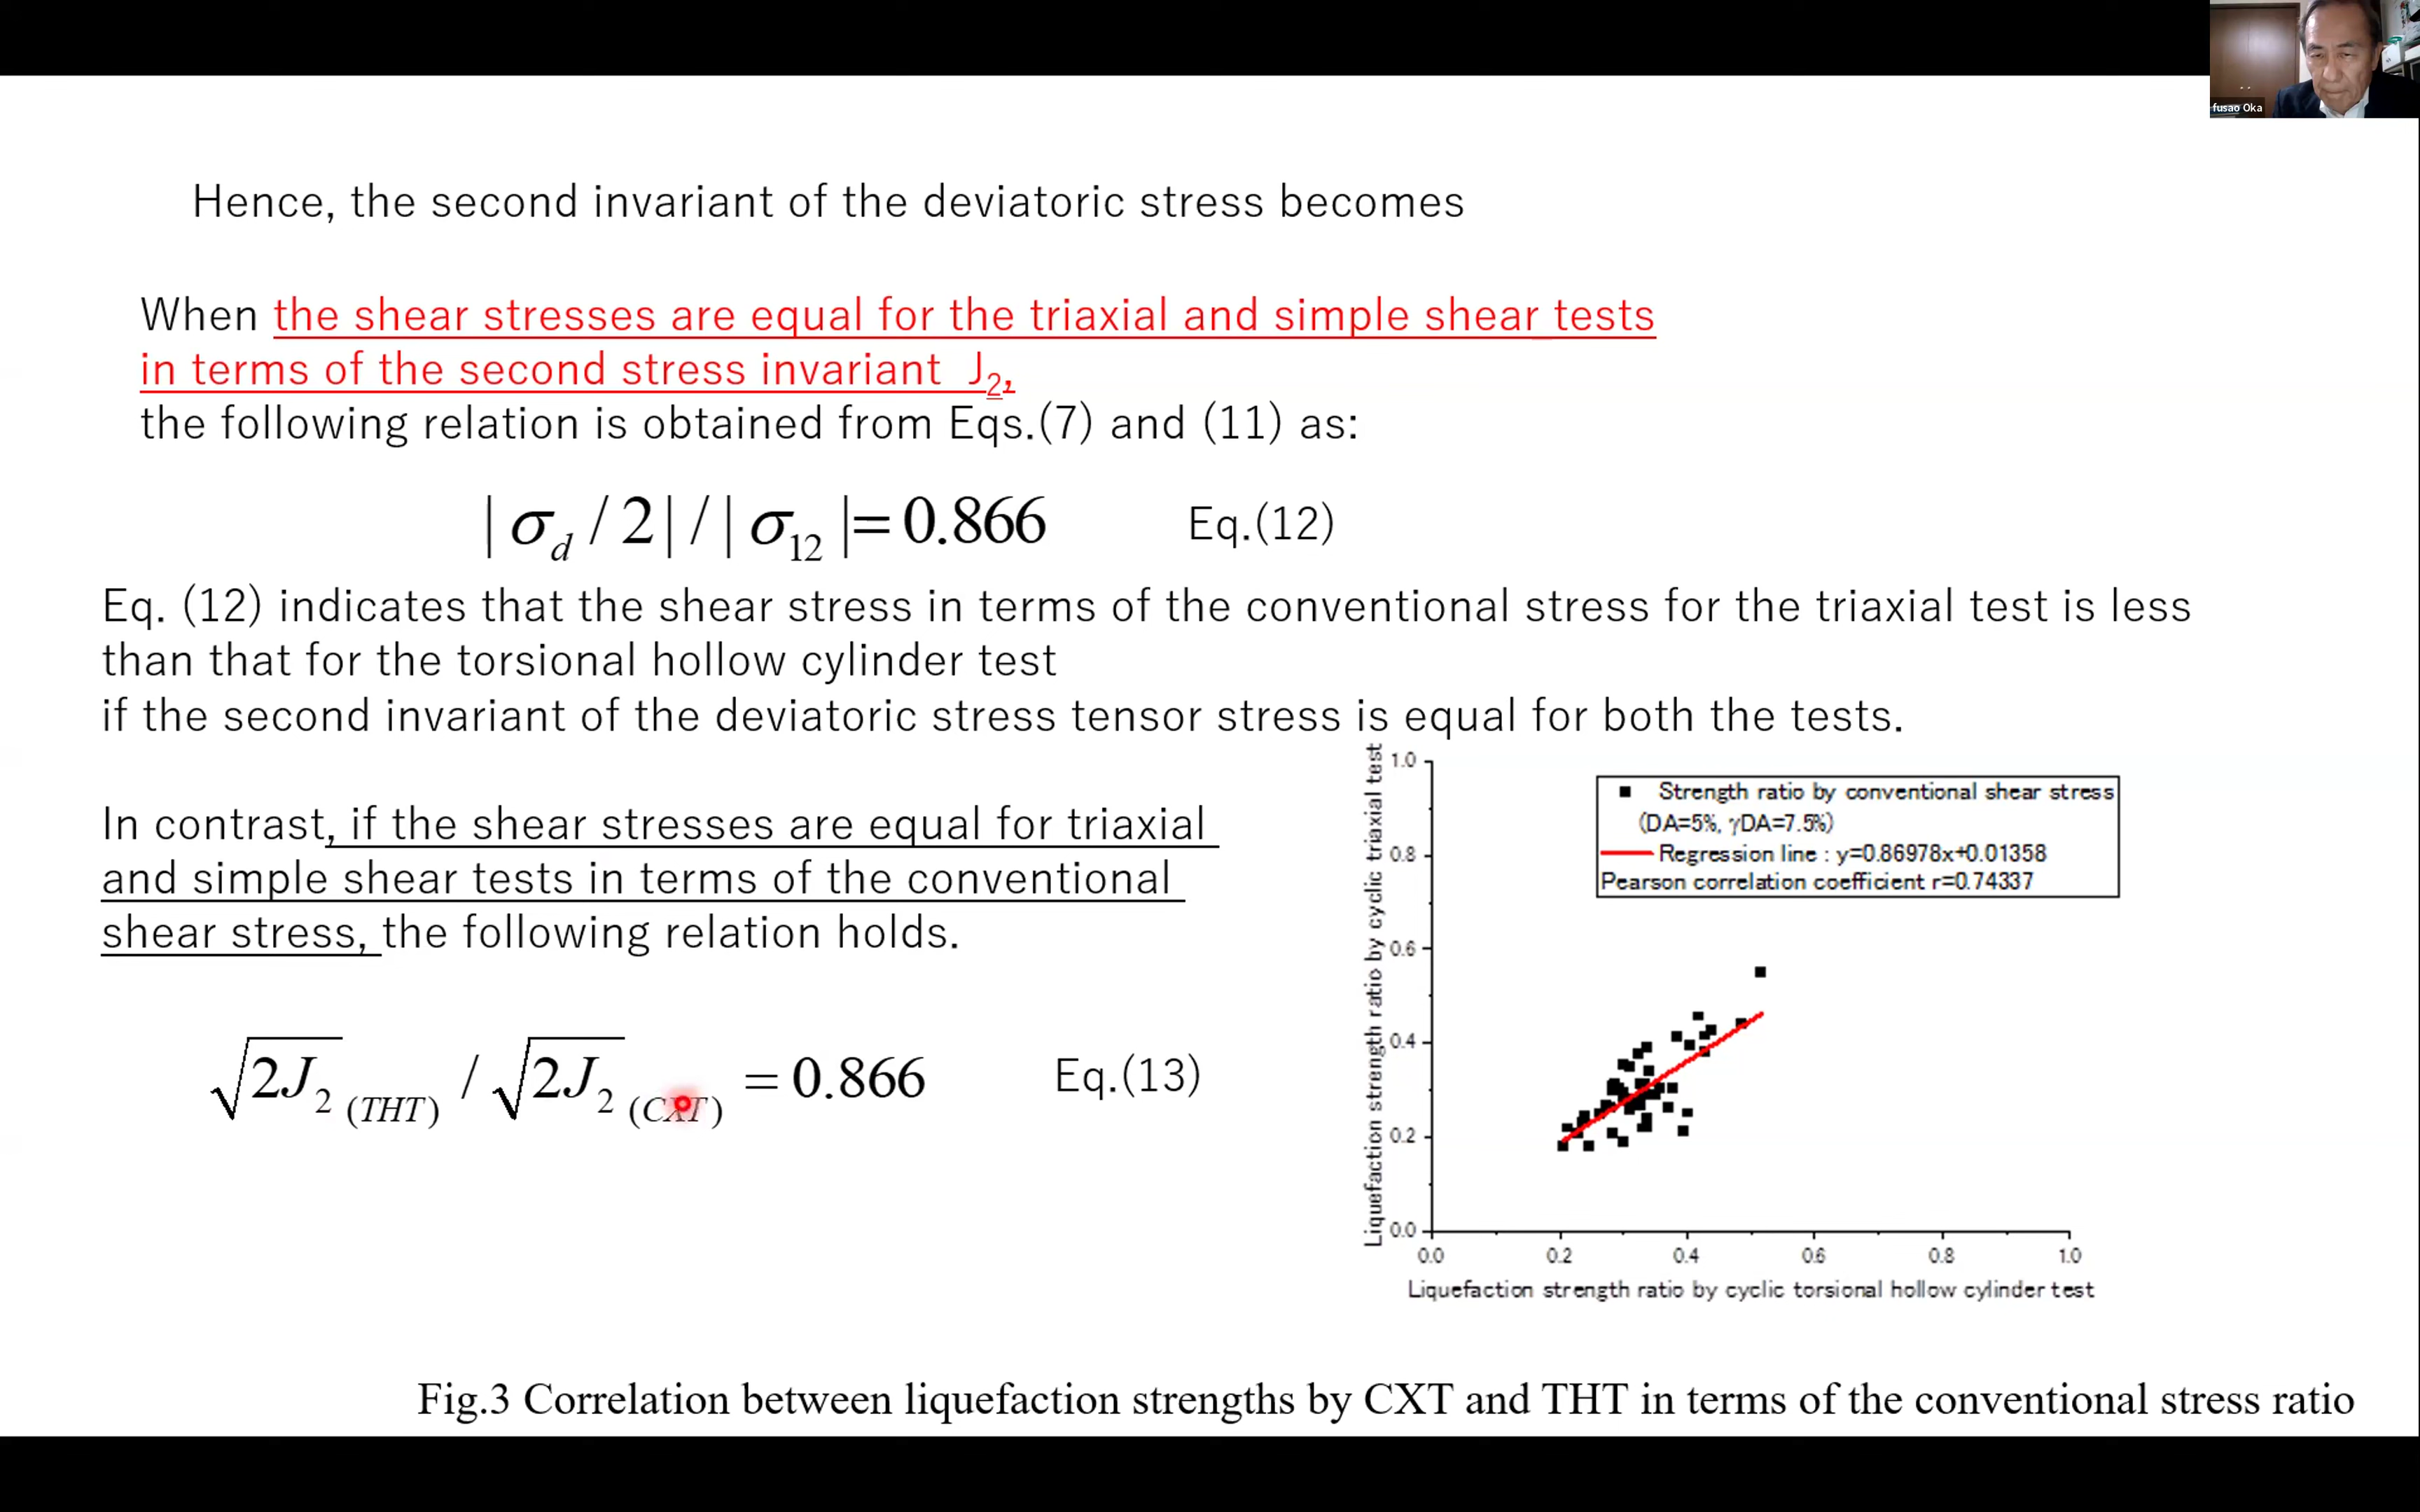 fusao Oka
Hence, the second invariant of the deviatoric stress becomes
When the shear stresses are equal for the triaxial and simple shear tests
in terms of the second stress invariant J2,
the following relation is obtained from Eqs.(7) and (11) as:
|σd / 2| / |σ12| = 0.866 Eq.(12)
Eq. (12) indicates that the shear stress in terms of the conventional stress for the triaxial test is less
than that for the torsional hollow cylinder test
if the second invariant of the deviatoric stress tensor stress is equal for both the tests.
In contrast, if the shear stresses are equal for triaxial
and simple shear tests in terms of the conventional
shear stress, the following relation holds.
√2J2 (THT) / √2J2 (CXT) = 0.866 Eq.(13)
Liquefaction strength ratio by cyclic triaxial test
1.0
0.8
0.6
0.4
0.2
0.0
Strength ratio by conventional shear stress
(DA=5%, γDA=7.5%)
Regression line : y=0.86978x+0.01358
Pearson correlation coefficient r=0.74337
0.0 0.2 0.4 0.6 0.8 1.0
Liquefaction strength ratio by cyclic torsional hollow cylinder test
Fig.3 Correlation between liquefaction strengths by CXT and THT in terms of the conventional stress ratio